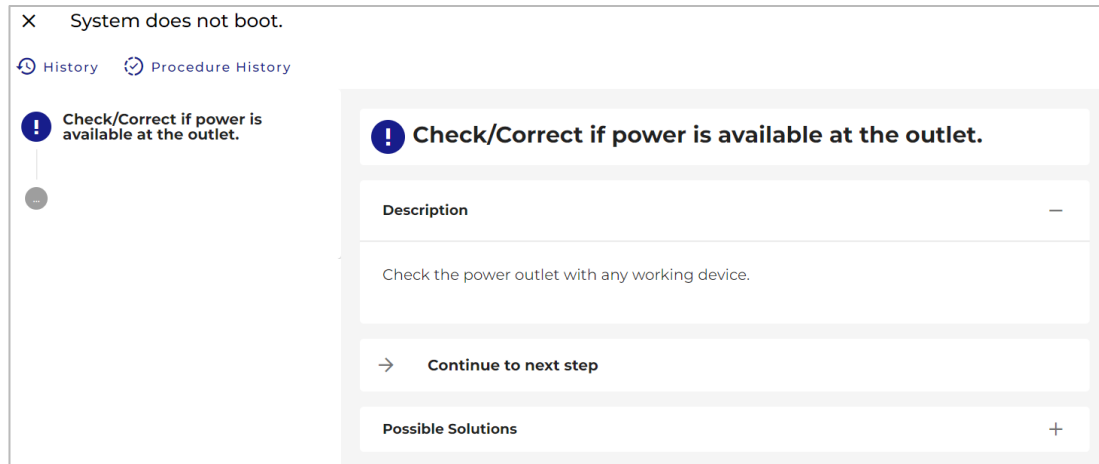 System does not boot.
History Procedure History
Check/Correct if power is
available at the outlet.
...
Check/Correct if power is available at the outlet.
Description
Check the power outlet with any working device.
Continue to next step
Possible Solutions